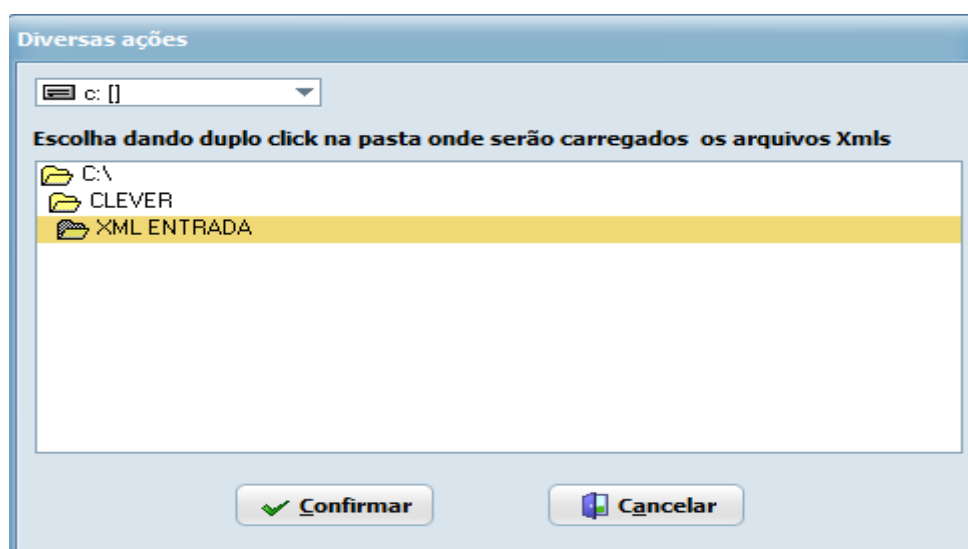 Diversas ações
c: []
Escolha dando duplo click na pasta onde serão carregados os arquivos Xmls
C:\
CLEVER
XML ENTRADA
Confirmar
Cancelar